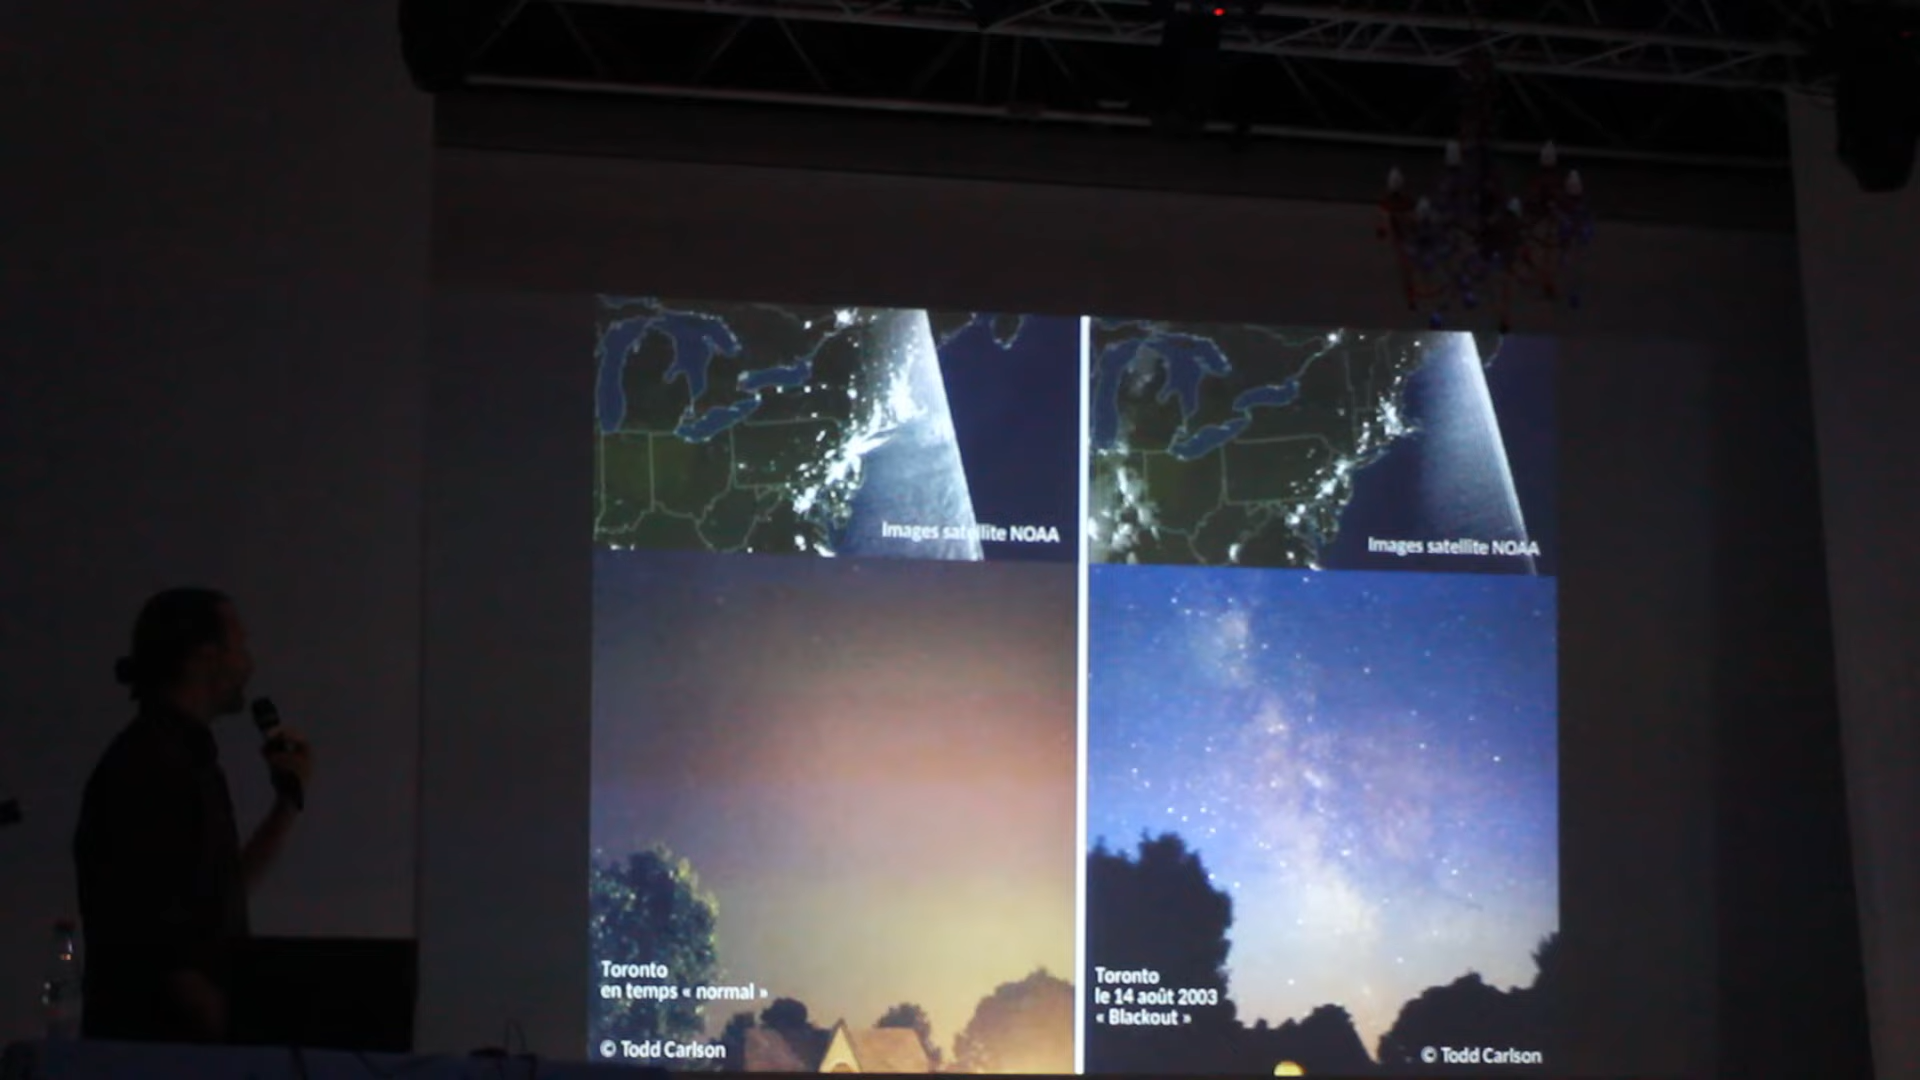 Images satellite NOAA
Images satellite NOAA
Toronto
en temps « normal »
© Todd Carlson
Toronto
le 14 août 2003
« Blackout »
© Todd Carlson